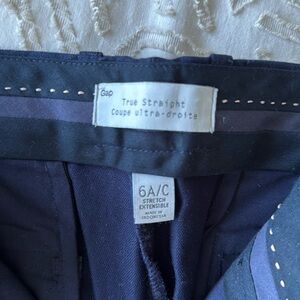 Gap
True Straight
Coupe ultra-droite
6A/C
STRETCH
EXTENSIBLE
MADE IN
INDONESIA